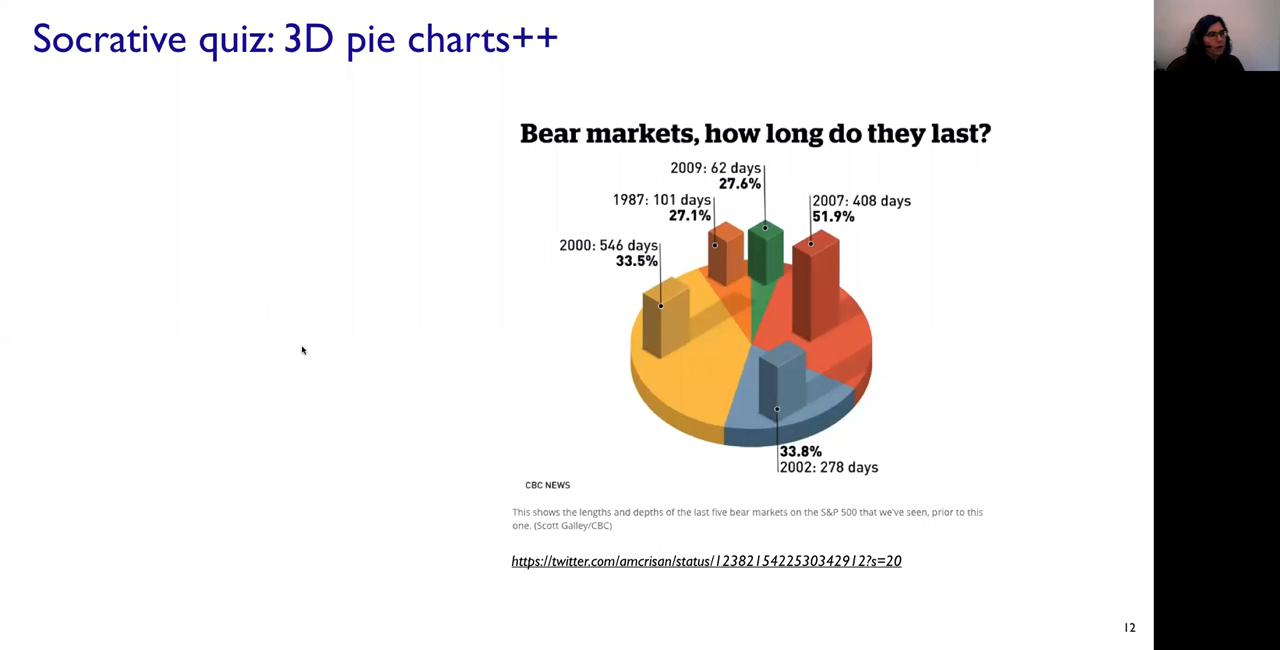 Socrative quiz: 3D pie charts++
Bear markets, how long do they last?
2009: 62 days
27.6%
1987: 101 days
27.1%
2007: 408 days
51.9%
2000: 546 days
33.5%
33.8%
2002: 278 days
CBC NEWS
This shows the lengths and depths of the last five bear markets on the S&P 500 that we've seen, prior to this
one. (Scott Galley/CBC)
https://twitter.com/amcrisan/status/1238215422530342912?s=20
12